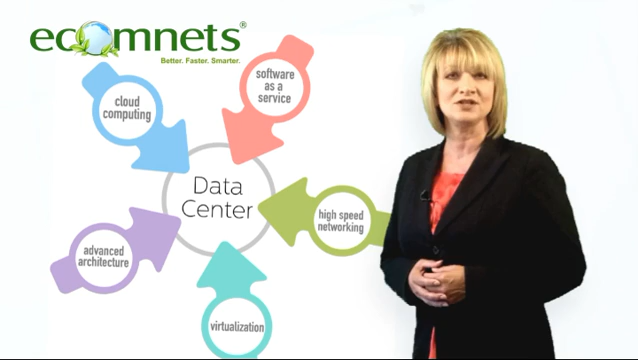 ecomnets®
Better. Faster. Smarter.
software
as a
service
cloud
computing
Data
Center
high speed
networking
advanced
architecture
virtualization